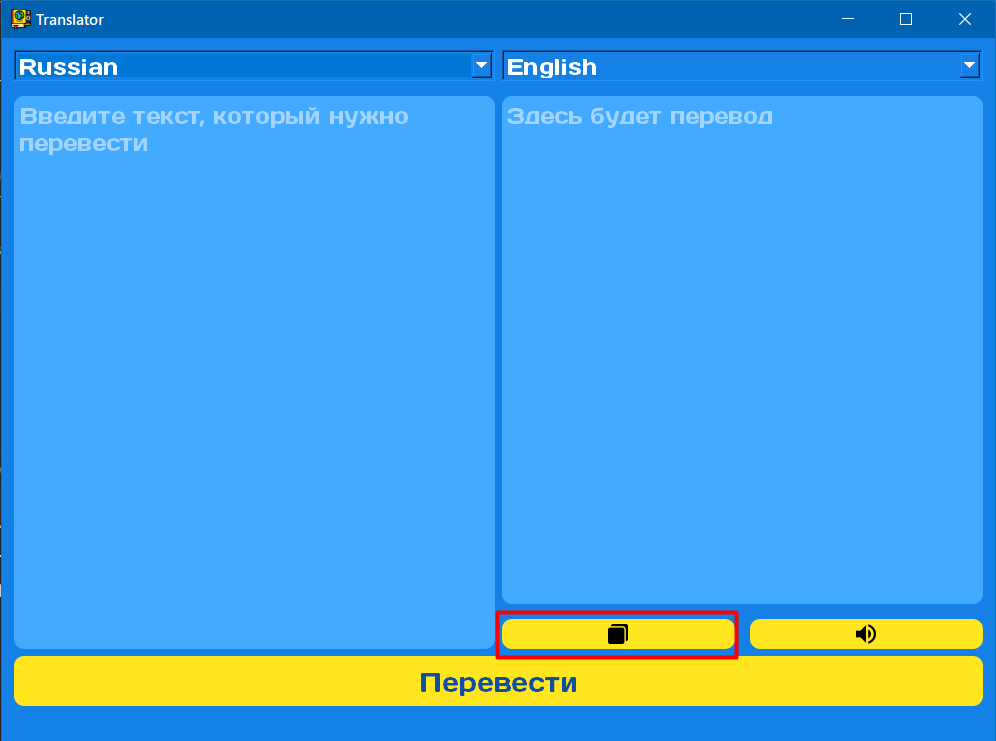 Translator
Russian
English
Введите текст, который нужно
перевести
Здесь будет перевод
Перевести